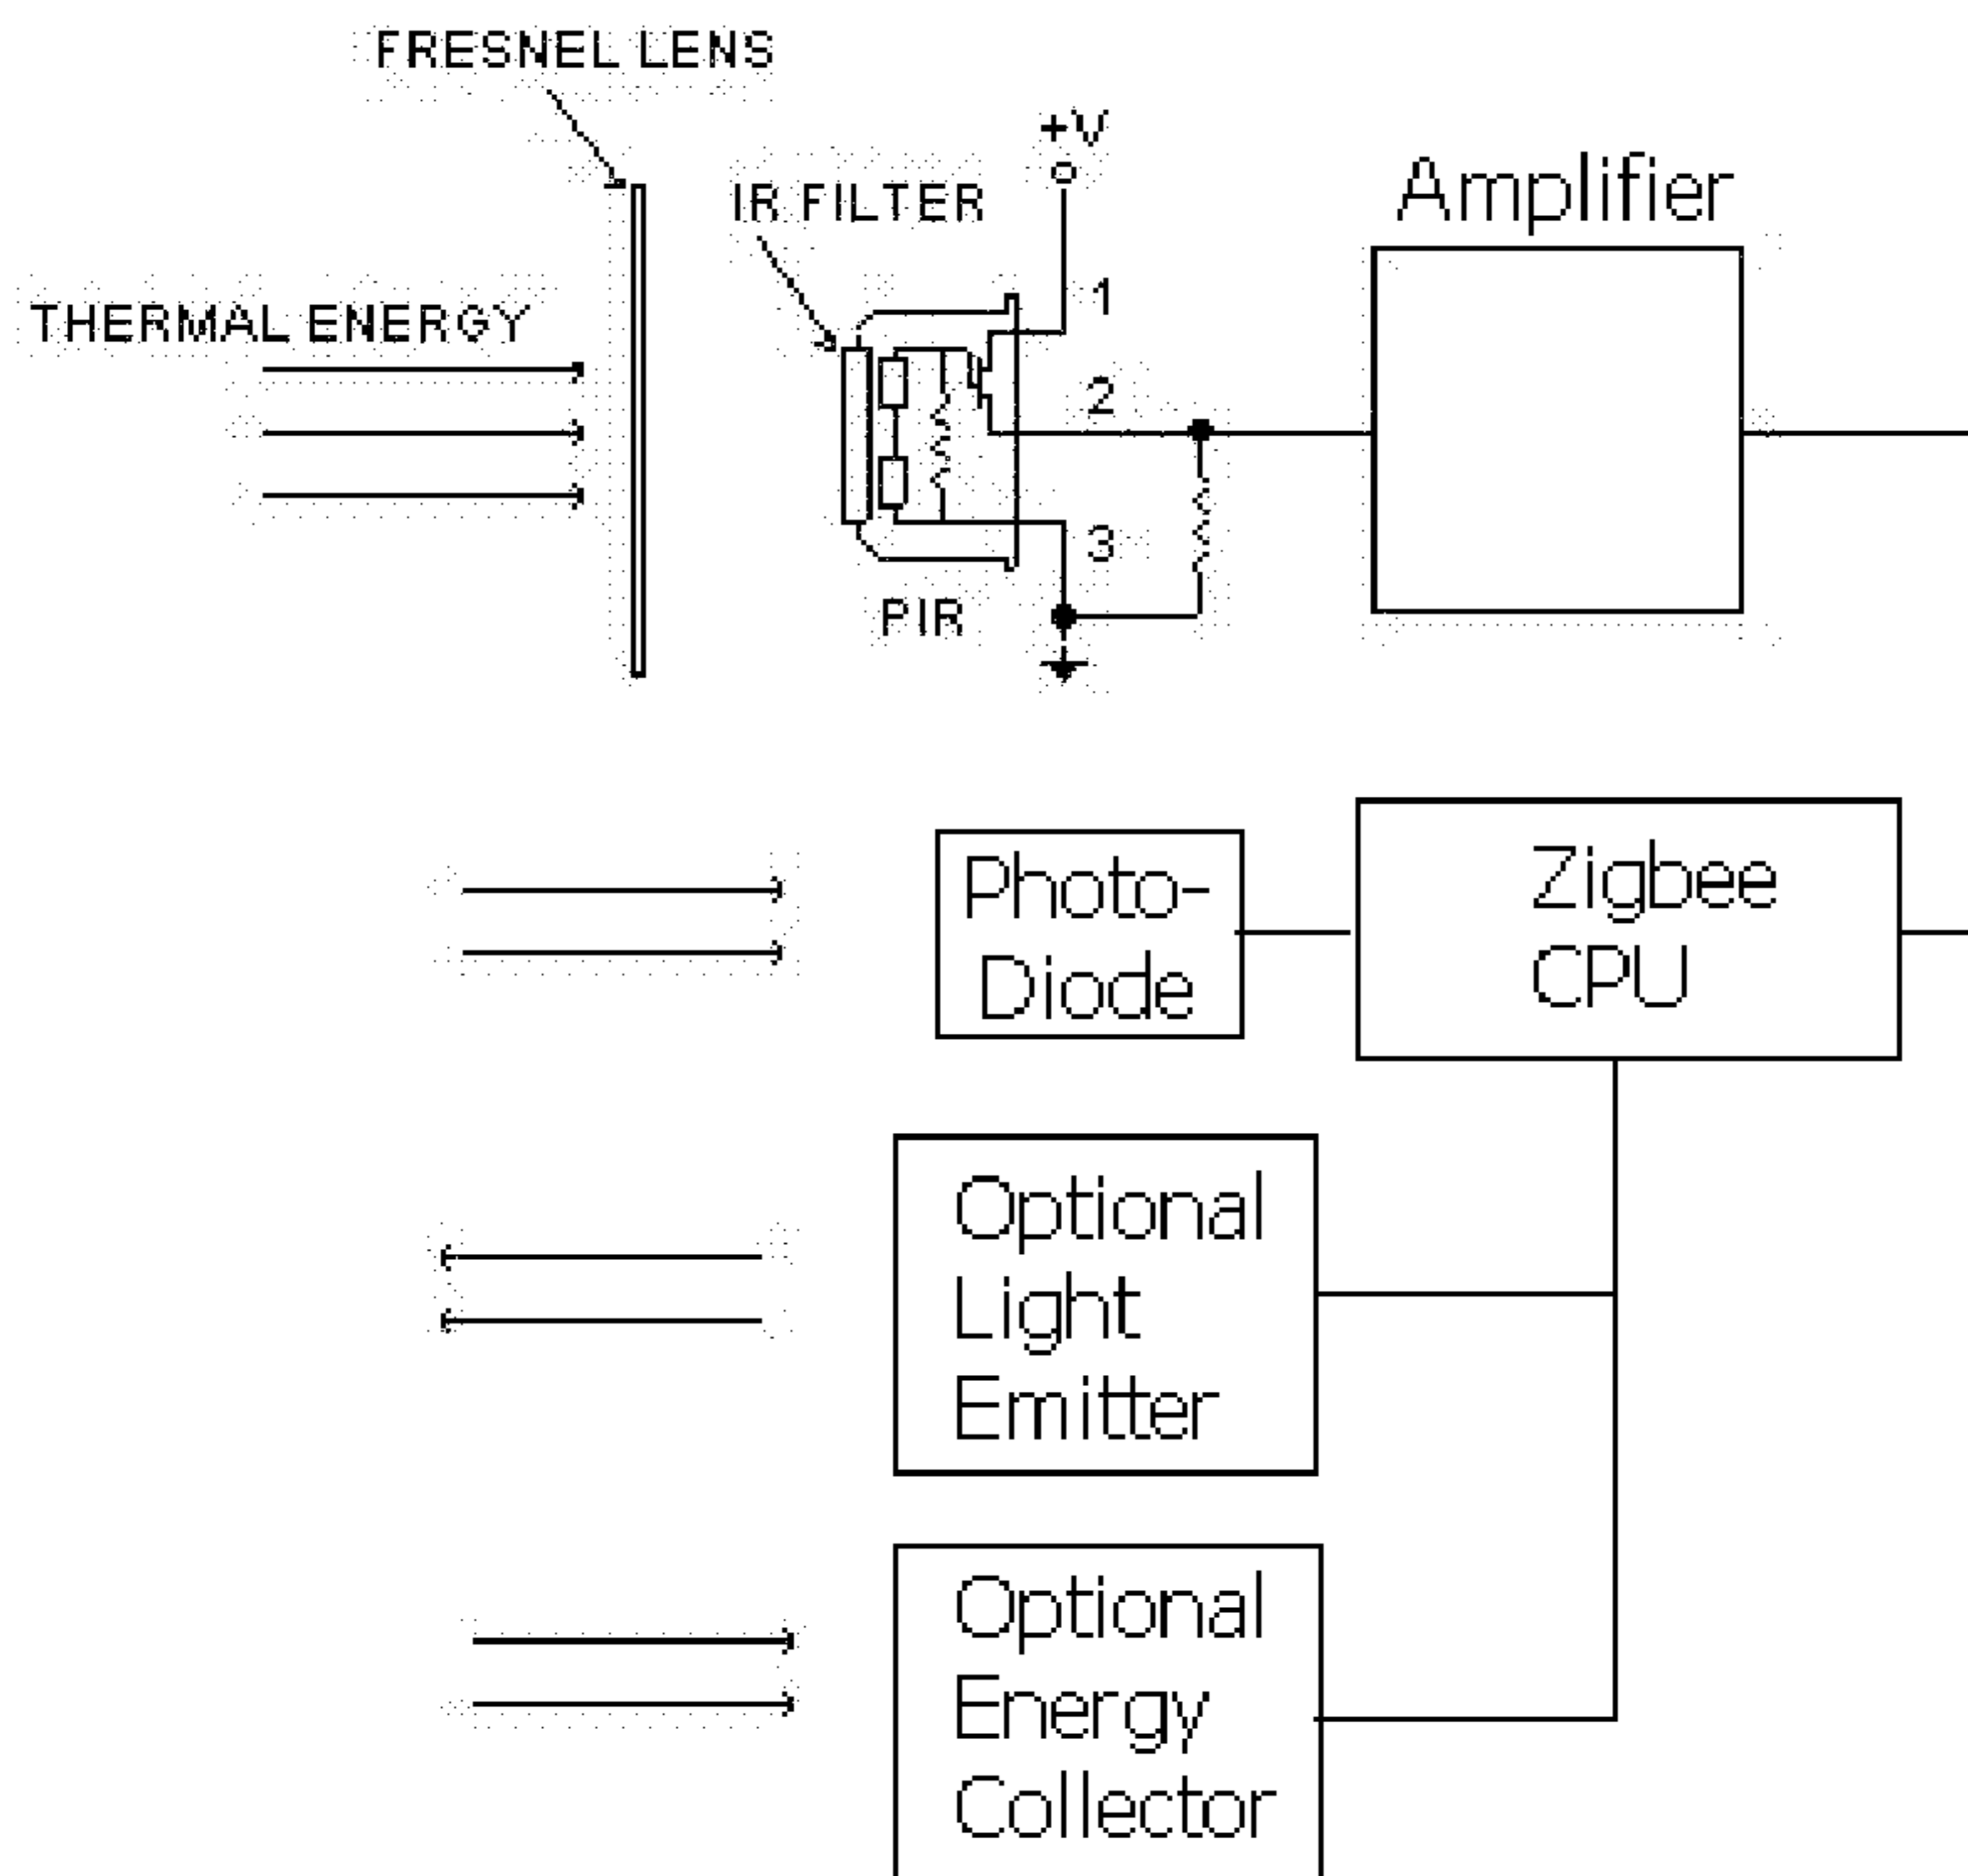 FRESNEL LENS
+V
Amplifier
IR FILTER
1
THERMAL ENERGY
2
3
PIR
Photo-
Diode
Zigbee
CPU
Optional
Light
Emitter
Optional
Energy
Collector